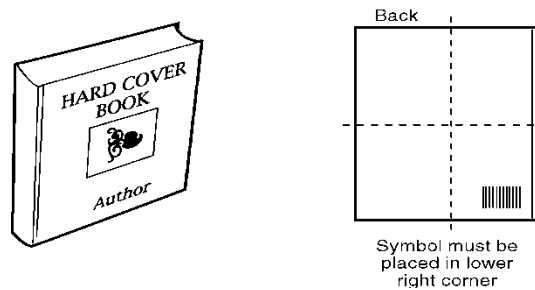 HARD COVER
BOOK
Author
Back
Symbol must be
placed in lower
right corner